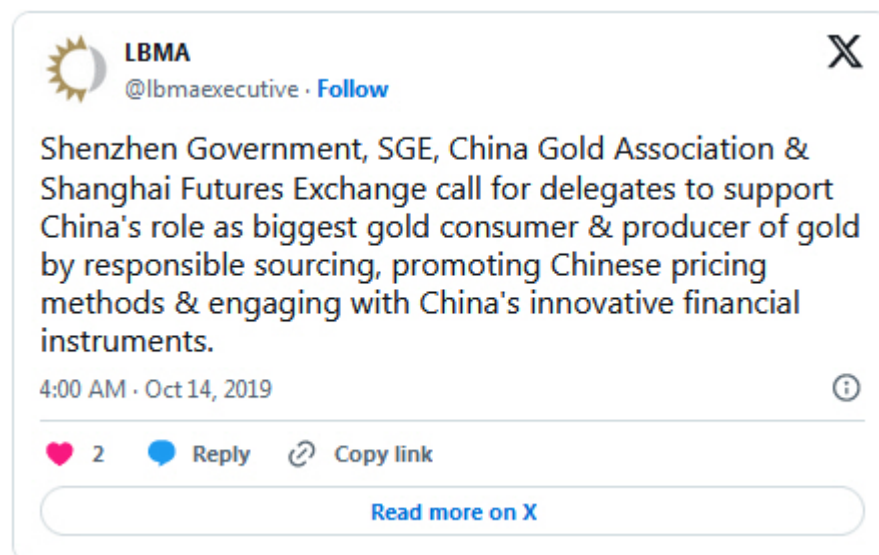 LBMA
@lbmaexecutive · Follow
Shenzhen Government, SGE, China Gold Association &
Shanghai Futures Exchange call for delegates to support
China's role as biggest gold consumer & producer of gold
by responsible sourcing, promoting Chinese pricing
methods & engaging with China's innovative financial
instruments.
4:00 AM · Oct 14, 2019
2 Reply Copy link
Read more on X